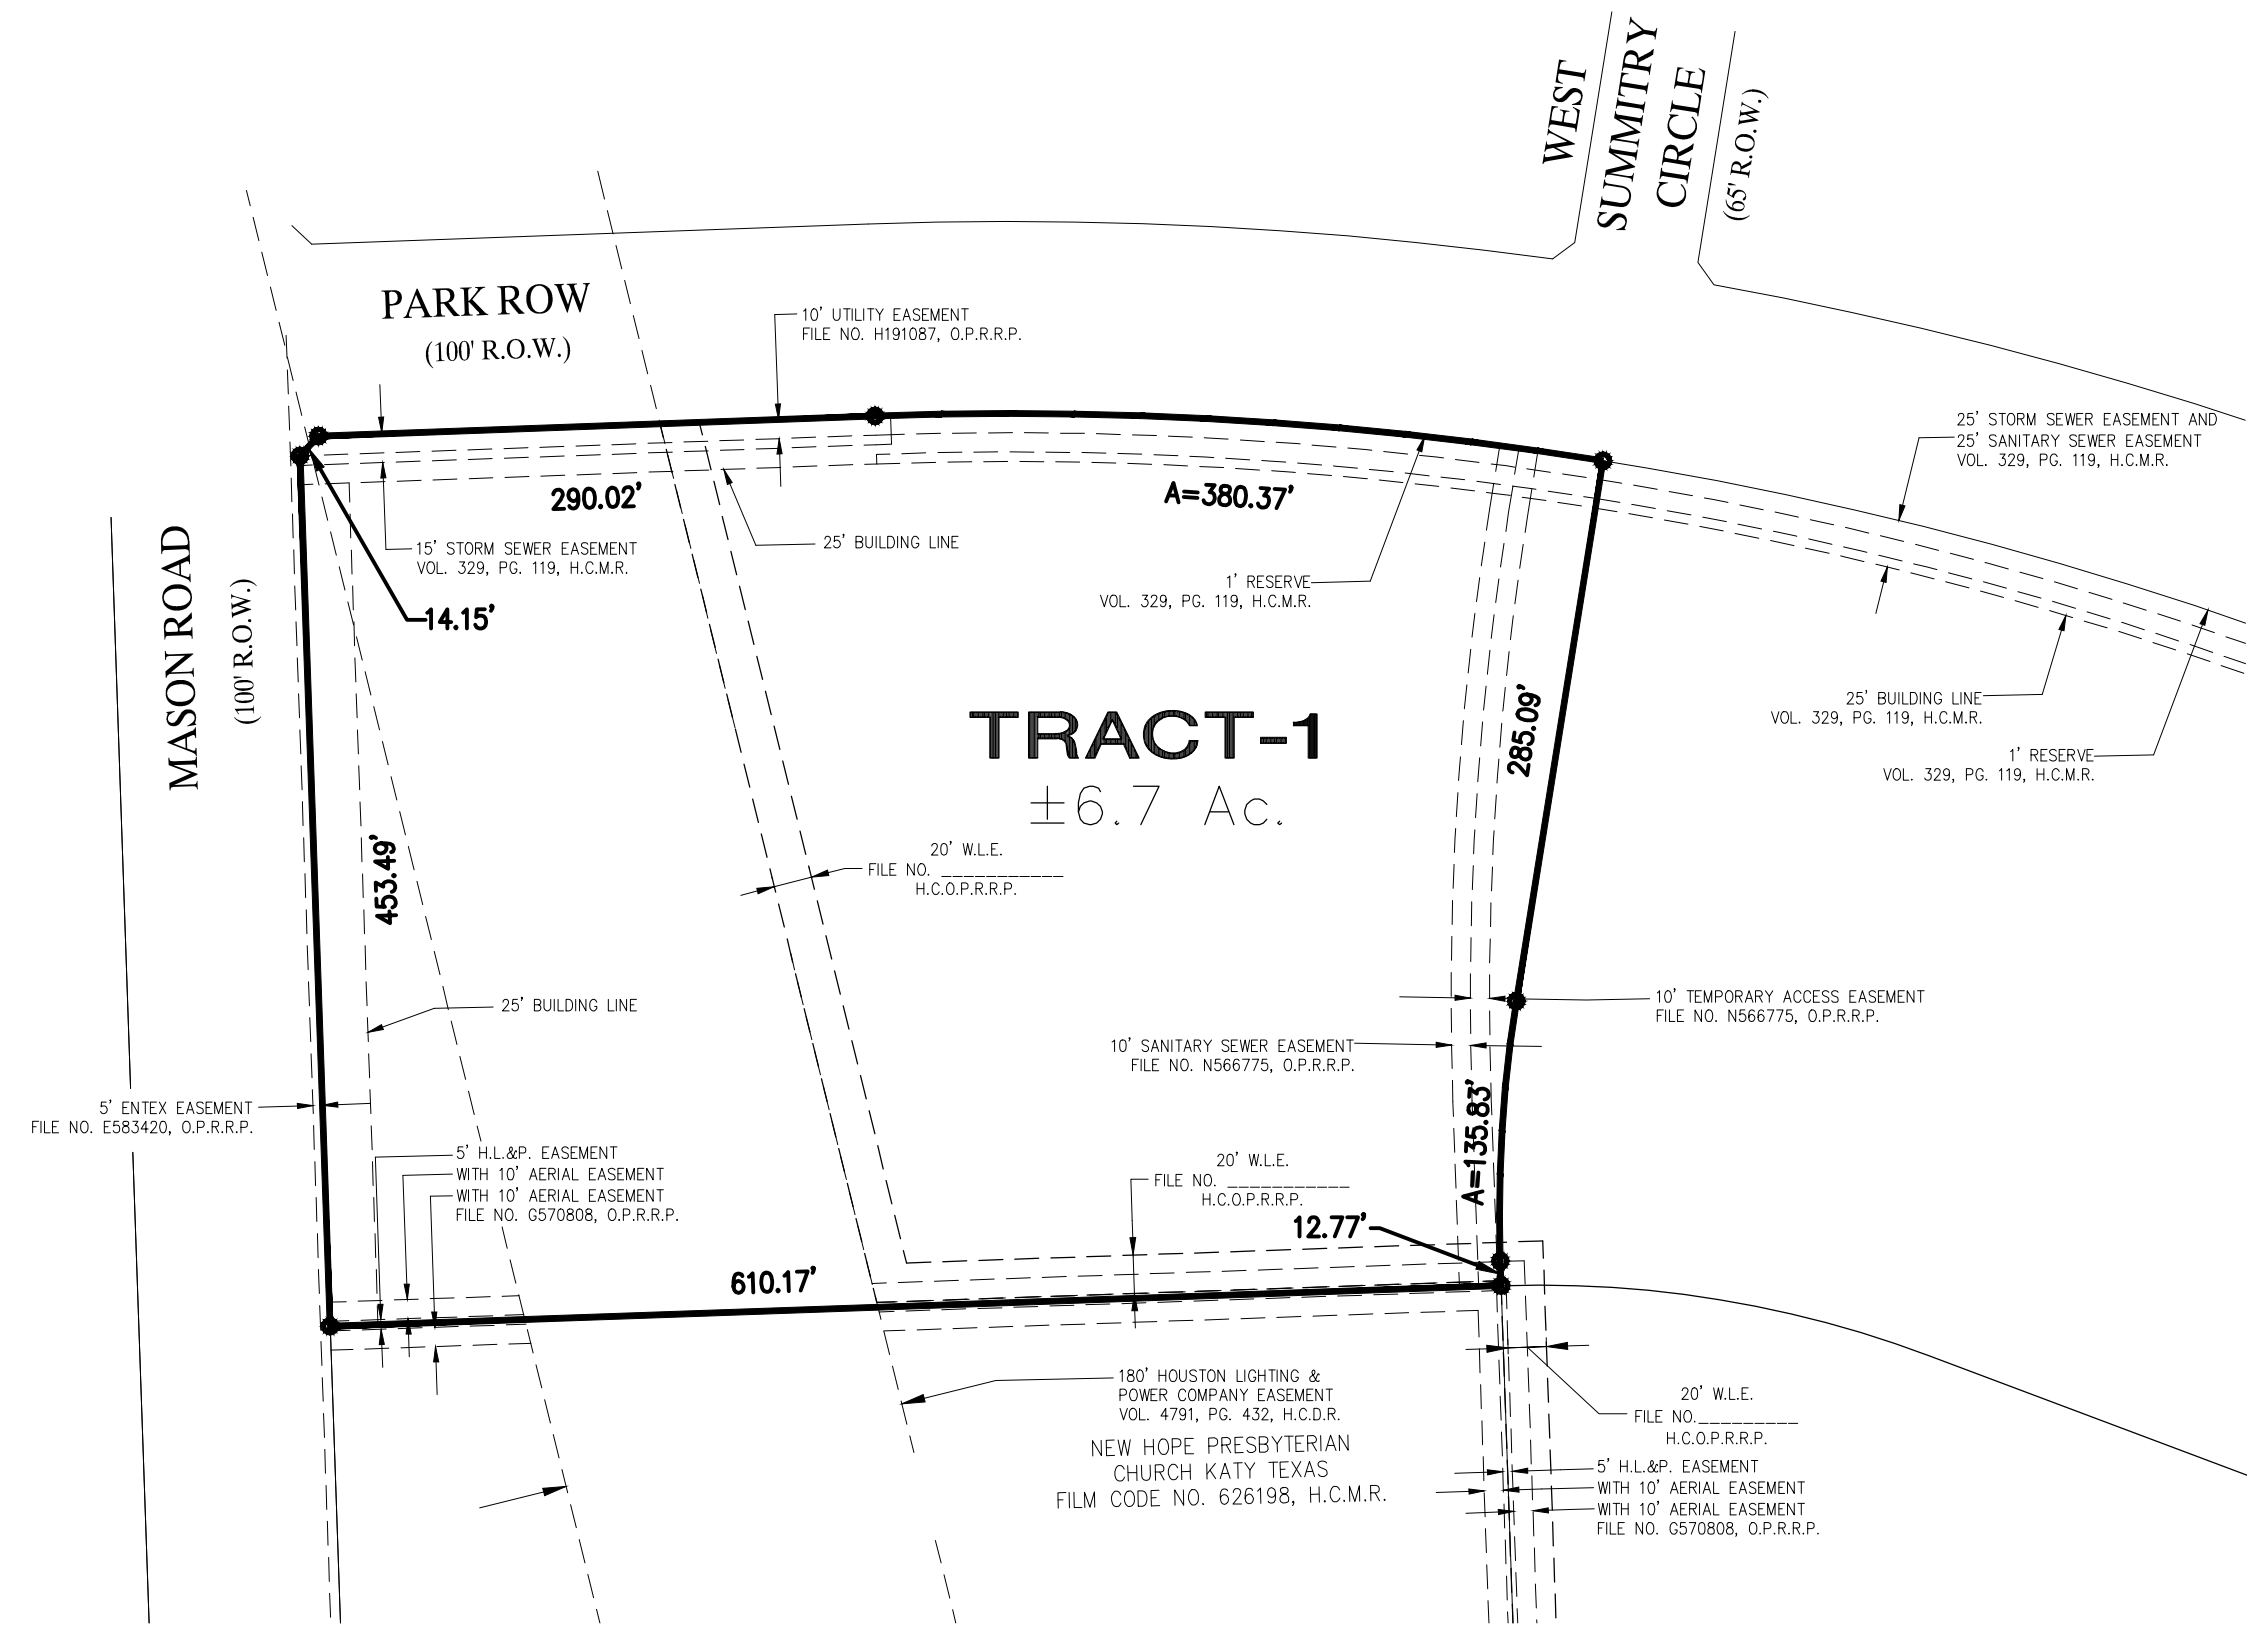 WEST
SUMMITRY
CIRCLE
(65' R.O.W.)
PARK ROW
(100' R.O.W.)
10' UTILITY EASEMENT
FILE NO. H191087, O.P.R.R.P.
25' STORM SEWER EASEMENT AND
25' SANITARY SEWER EASEMENT
VOL. 329, PG. 119, H.C.M.R.
290.02'
A=380.37'
MASON ROAD
(100' R.O.W.)
15' STORM SEWER EASEMENT
VOL. 329, PG. 119, H.C.M.R.
25' BUILDING LINE
1' RESERVE
VOL. 329, PG. 119, H.C.M.R.
14.15'
285.09'
25' BUILDING LINE
VOL. 329, PG. 119, H.C.M.R.
1' RESERVE
VOL. 329, PG. 119, H.C.M.R.
TRACT-1
±6.7 Ac.
453.49'
20' W.L.E.
FILE NO. ___________
H.C.O.P.R.R.P.
25' BUILDING LINE
10' TEMPORARY ACCESS EASEMENT
FILE NO. N566775, O.P.R.R.P.
10' SANITARY SEWER EASEMENT
FILE NO. N566775, O.P.R.R.P.
5' ENTEX EASEMENT
FILE NO. E583420, O.P.R.R.P.
A=135.83'
5' H.L.&P. EASEMENT
WITH 10' AERIAL EASEMENT
WITH 10' AERIAL EASEMENT
FILE NO. G570808, O.P.R.R.P.
20' W.L.E.
FILE NO. ___________
H.C.O.P.R.R.P.
12.77'
610.17'
180' HOUSTON LIGHTING &
POWER COMPANY EASEMENT
VOL. 4791, PG. 432, H.C.D.R.
NEW HOPE PRESBYTERIAN
CHURCH KATY TEXAS
FILM CODE NO. 626198, H.C.M.R.
20' W.L.E.
FILE NO._________
H.C.O.P.R.R.P.
5' H.L.&P. EASEMENT
WITH 10' AERIAL EASEMENT
WITH 10' AERIAL EASEMENT
FILE NO. G570808, O.P.R.R.P.